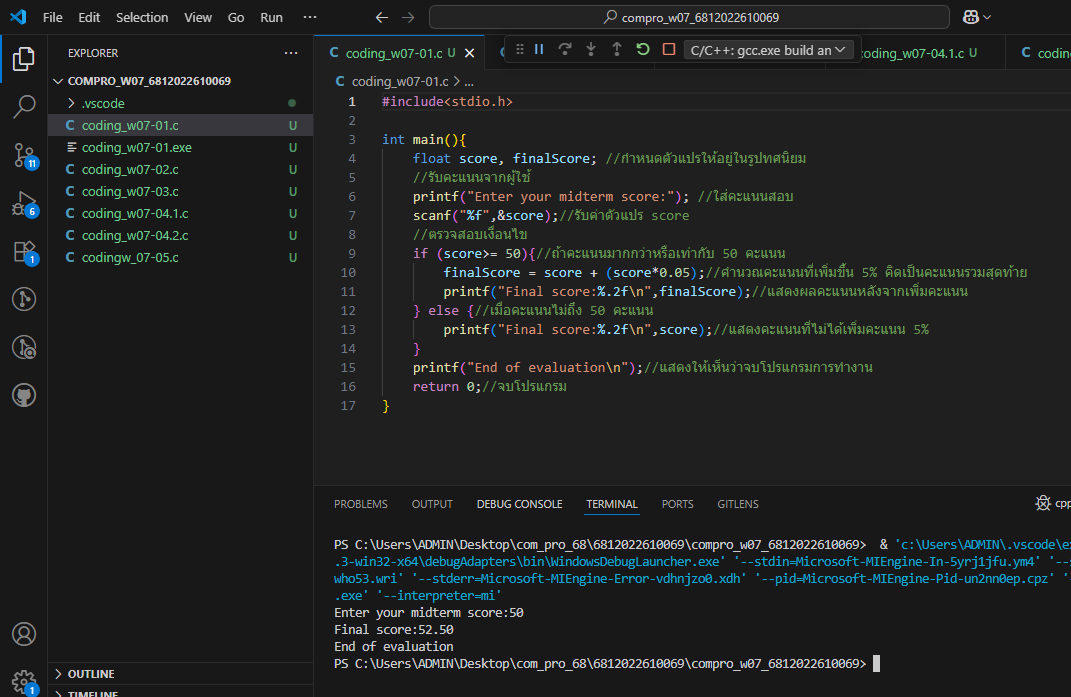 File Edit Selection View Go Run ··· compro_w07_6812022610069
EXPLORER
COMPRO_W07_6812022610069
.vscode
coding_w07-01.c U
coding_w07-01.exe U
coding_w07-02.c U
coding_w07-03.c U
coding_w07-04.1.c U
coding_w07-04.2.c U
codingw_07-05.c U
OUTLINE
TIMELINE
11
6
1
1
C coding_w07-01.c U C/C++: gcc.exe build an coding_w07-04.1.c U C codin
C coding_w07-01.c > ...
1 #include<stdio.h>
2
3 int main(){
4 float score, finalScore; //กำหนดตัวแปรให้อยู่ในรูปทศนิยม
5 //รับคะแนนจากผู้ใช้
6 printf("Enter your midterm score:"); //ใส่คะแนนสอบ
7 scanf("%f",&score);//รับค่าตัวแปร score
8 //ตรวจสอบเงื่อนไข
9 if (score>= 50){//ถ้าคะแนนมากกว่าหรือเท่ากับ 50 คะแนน
10 finalScore = score + (score*0.05);//คำนวณคะแนนที่เพิ่มขึ้น 5% คิดเป็นคะแนนรวมสุดท้าย
11 printf("Final score:%.2f\n",finalScore);//แสดงผลคะแนนหลังจากเพิ่มคะแนน
12 } else {//เมื่อคะแนนไม่ถึง 50 คะแนน
13 printf("Final score:%.2f\n",score);//แสดงคะแนนที่ไม่ได้เพิ่มคะแนน 5%
14 }
15 printf("End of evaluation\n");//แสดงให้เห็นว่าจบโปรแกรมการทำงาน
16 return 0;//จบโปรแกรม
17 }
PROBLEMS OUTPUT DEBUG CONSOLE TERMINAL PORTS GITLENS cpp
PS C:\Users\ADMIN\Desktop\com_pro_68\6812022610069\compro_w07_6812022610069> & 'c:\Users\ADMIN\.vscode\ex
.3-win32-x64\debugAdapters\bin\WindowsDebugLauncher.exe' '--stdin=Microsoft-MIEngine-In-5yrj1jfu.ym4' '--s
who53.wri' '--stderr=Microsoft-MIEngine-Error-vdhnjzo0.xdh' '--pid=Microsoft-MIEngine-Pid-un2nn0ep.cpz' '
.exe' '--interpreter=mi'
Enter your midterm score:50
Final score:52.50
End of evaluation
PS C:\Users\ADMIN\Desktop\com_pro_68\6812022610069\compro_w07_6812022610069>